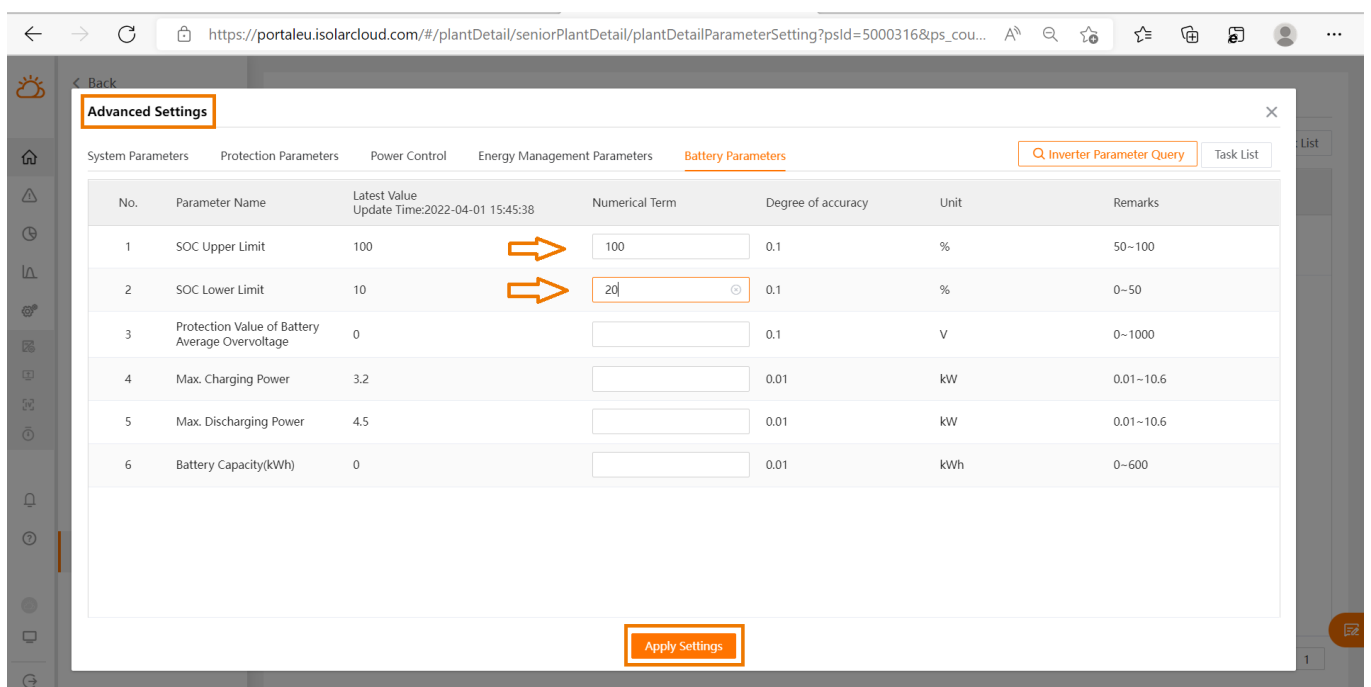 https://portaleu.isolarcloud.com/#/plantDetail/seniorPlantDetail/plantDetailParameterSetting?psId=5000316&ps_cou...
Back
Advanced Settings
System Parameters Protection Parameters Power Control Energy Management Parameters Battery Parameters Inverter Parameter Query Task List
List
No. Parameter Name Latest Value Numerical Term Degree of accuracy Unit Remarks
Update Time:2022-04-01 15:45:38
1 SOC Upper Limit 100 100 0.1 % 50~100
2 SOC Lower Limit 10 20 0.1 % 0~50
3 Protection Value of Battery 0 0.1 V 0~1000
Average Overvoltage
4 Max. Charging Power 3.2 0.01 kW 0.01~10.6
5 Max. Discharging Power 4.5 0.01 kW 0.01~10.6
6 Battery Capacity(kWh) 0 0.01 kWh 0~600
Apply Settings
1